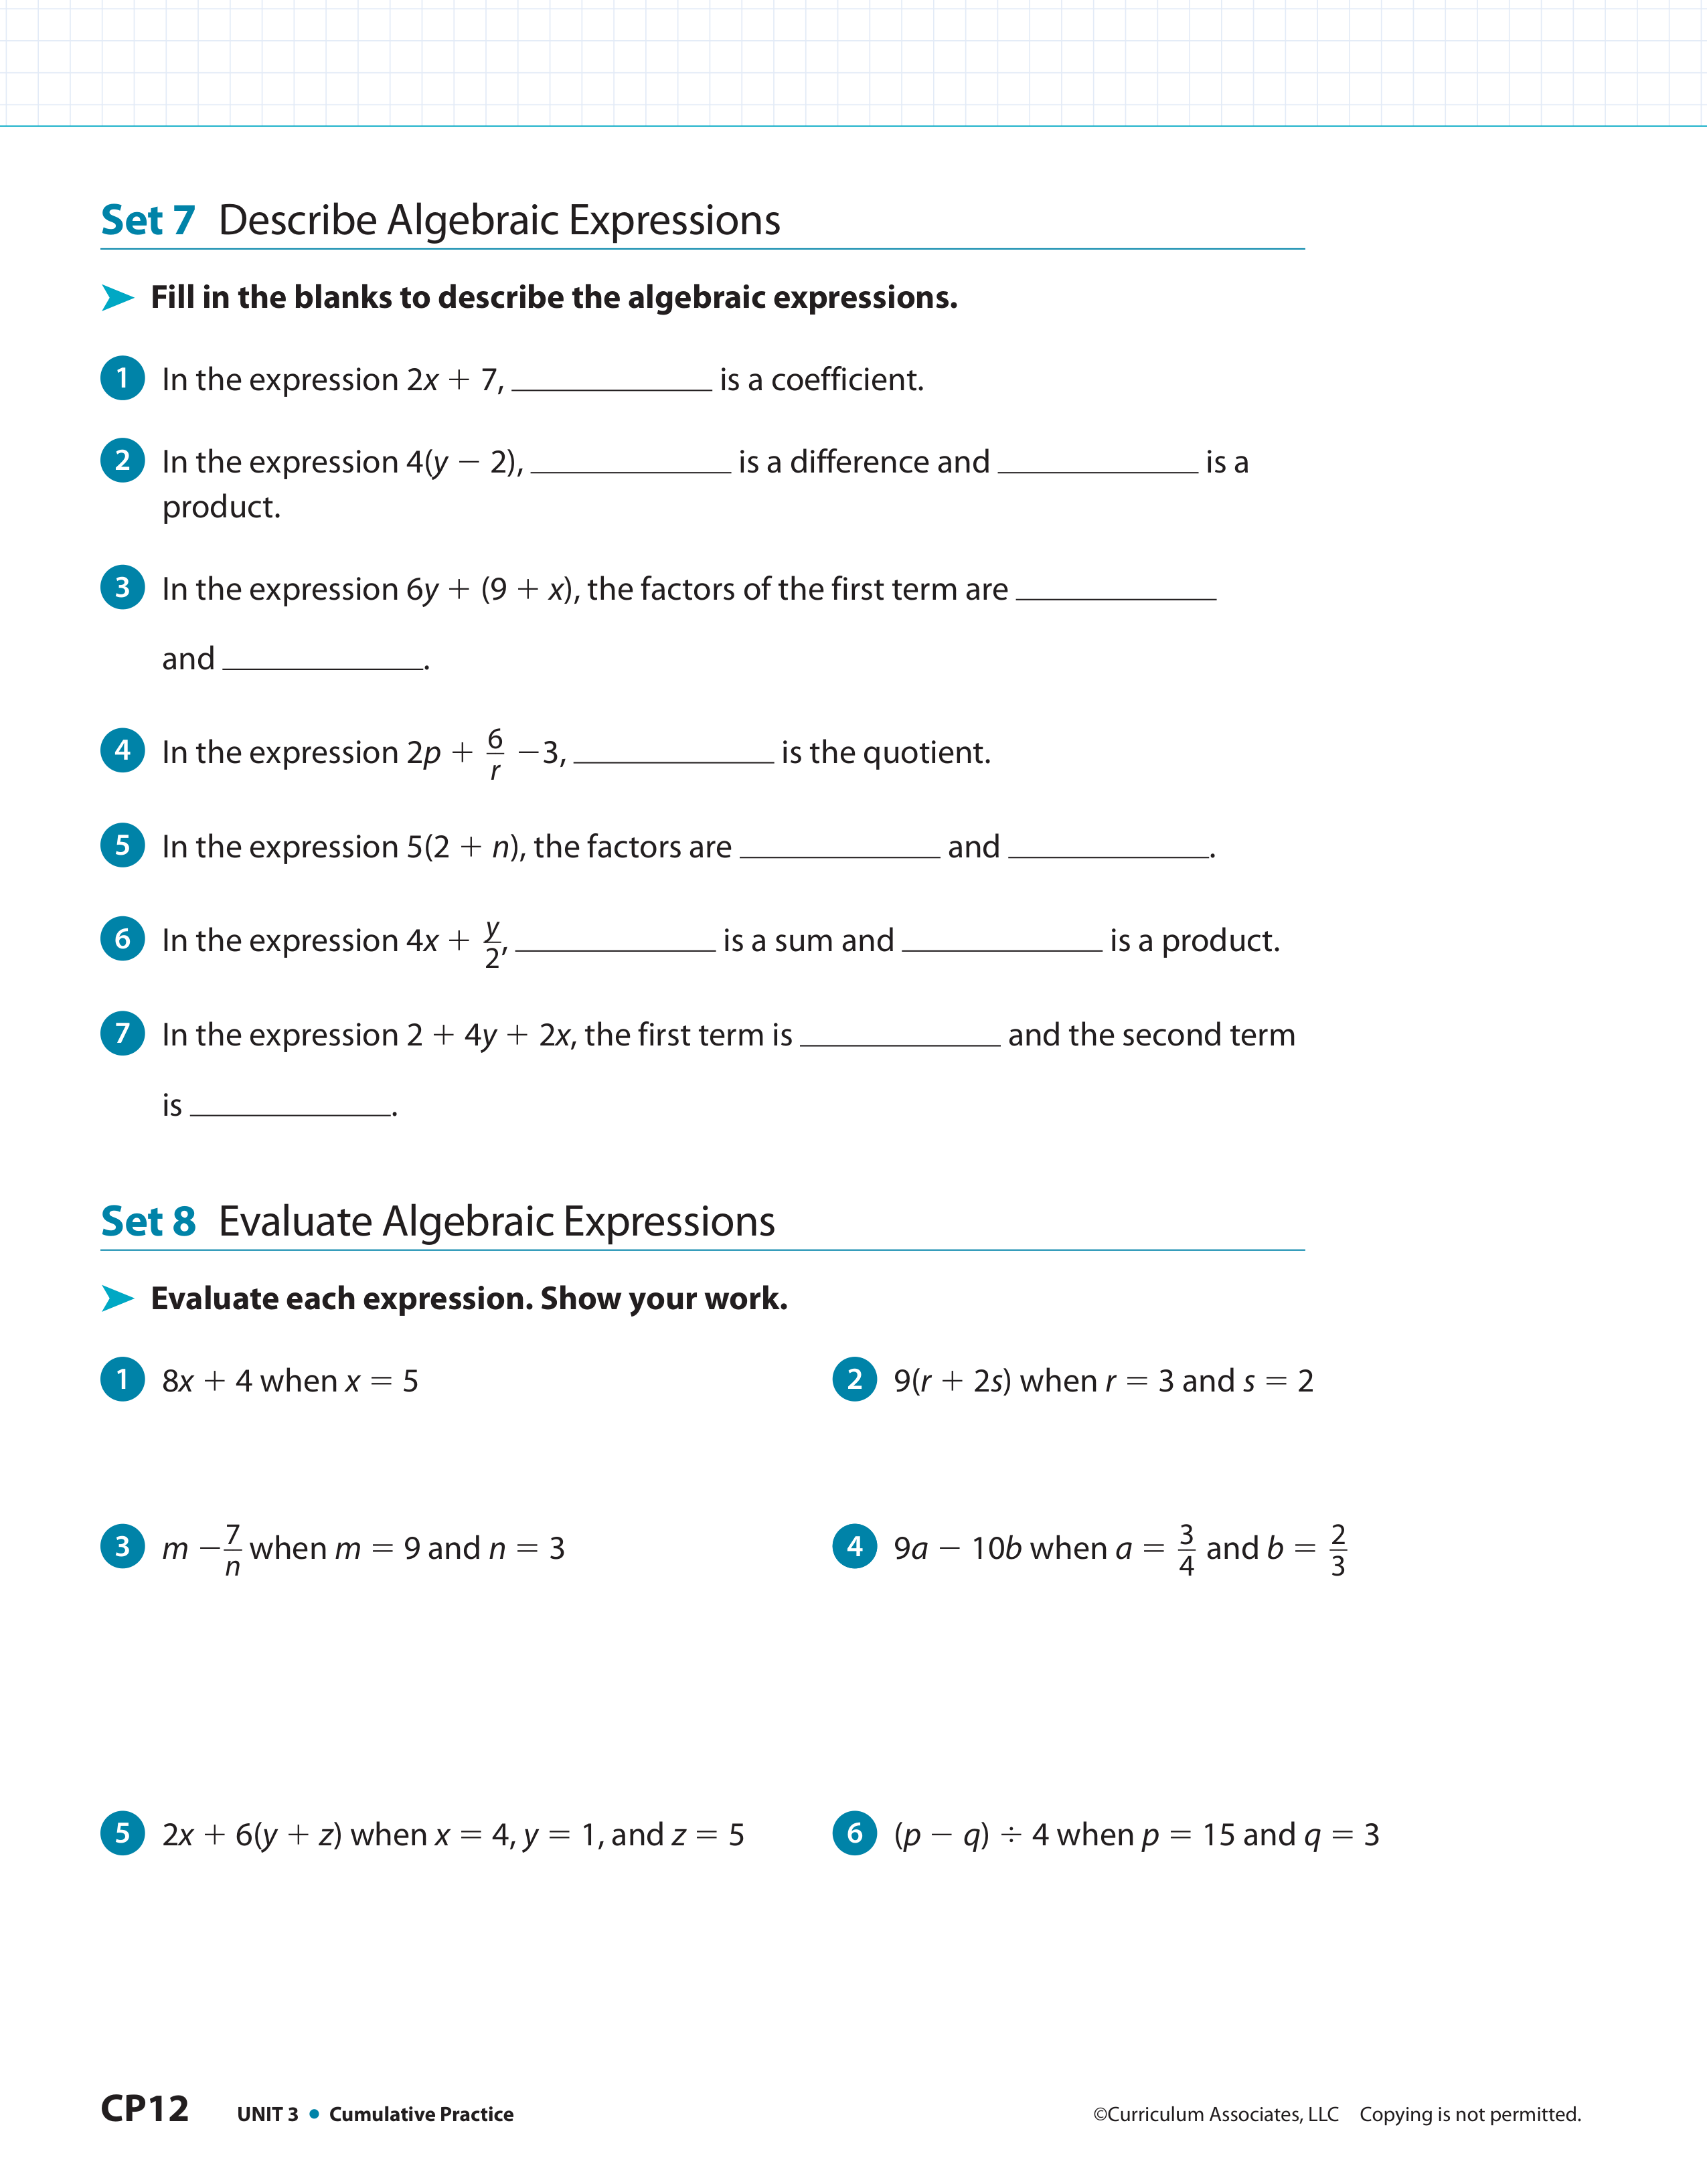 Set 7 Describe Algebraic Expressions
Fill in the blanks to describe the algebraic expressions.
1 In the expression 2x + 7, ____________ is a coefficient.
2 In the expression 4(y − 2), ____________ is a difference and ____________ is a
product.
3 In the expression 6y + (9 + x), the factors of the first term are ____________
and ____________.
4 In the expression 2p + 6/r −3, ____________ is the quotient.
5 In the expression 5(2 + n), the factors are ____________ and ____________.
6 In the expression 4x + y/2, ____________ is a sum and ____________ is a product.
7 In the expression 2 + 4y + 2x, the first term is ____________ and the second term
is ____________.
Set 8 Evaluate Algebraic Expressions
Evaluate each expression. Show your work.
1 8x + 4 when x = 5
2 9(r + 2s) when r = 3 and s = 2
3 m − 7/n when m = 9 and n = 3
4 9a − 10b when a = 3/4 and b = 2/3
5 2x + 6(y + z) when x = 4, y = 1, and z = 5
6 (p − q) ÷ 4 when p = 15 and q = 3
CP12 UNIT 3 • Cumulative Practice
©Curriculum Associates, LLC Copying is not permitted.